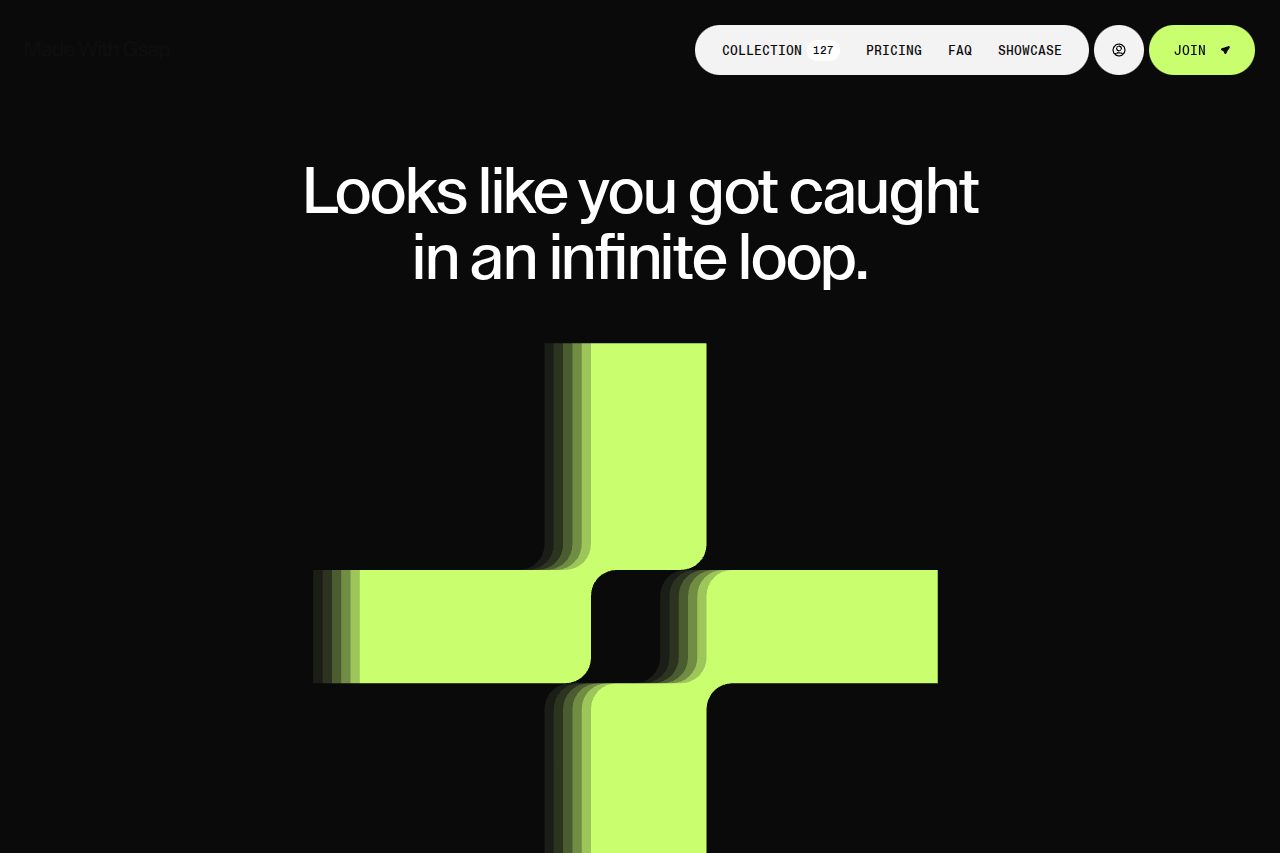 Made With Gsap
COLLECTION 127 PRICING FAQ SHOWCASE JOIN
Looks like you got caught
in an infinite loop.